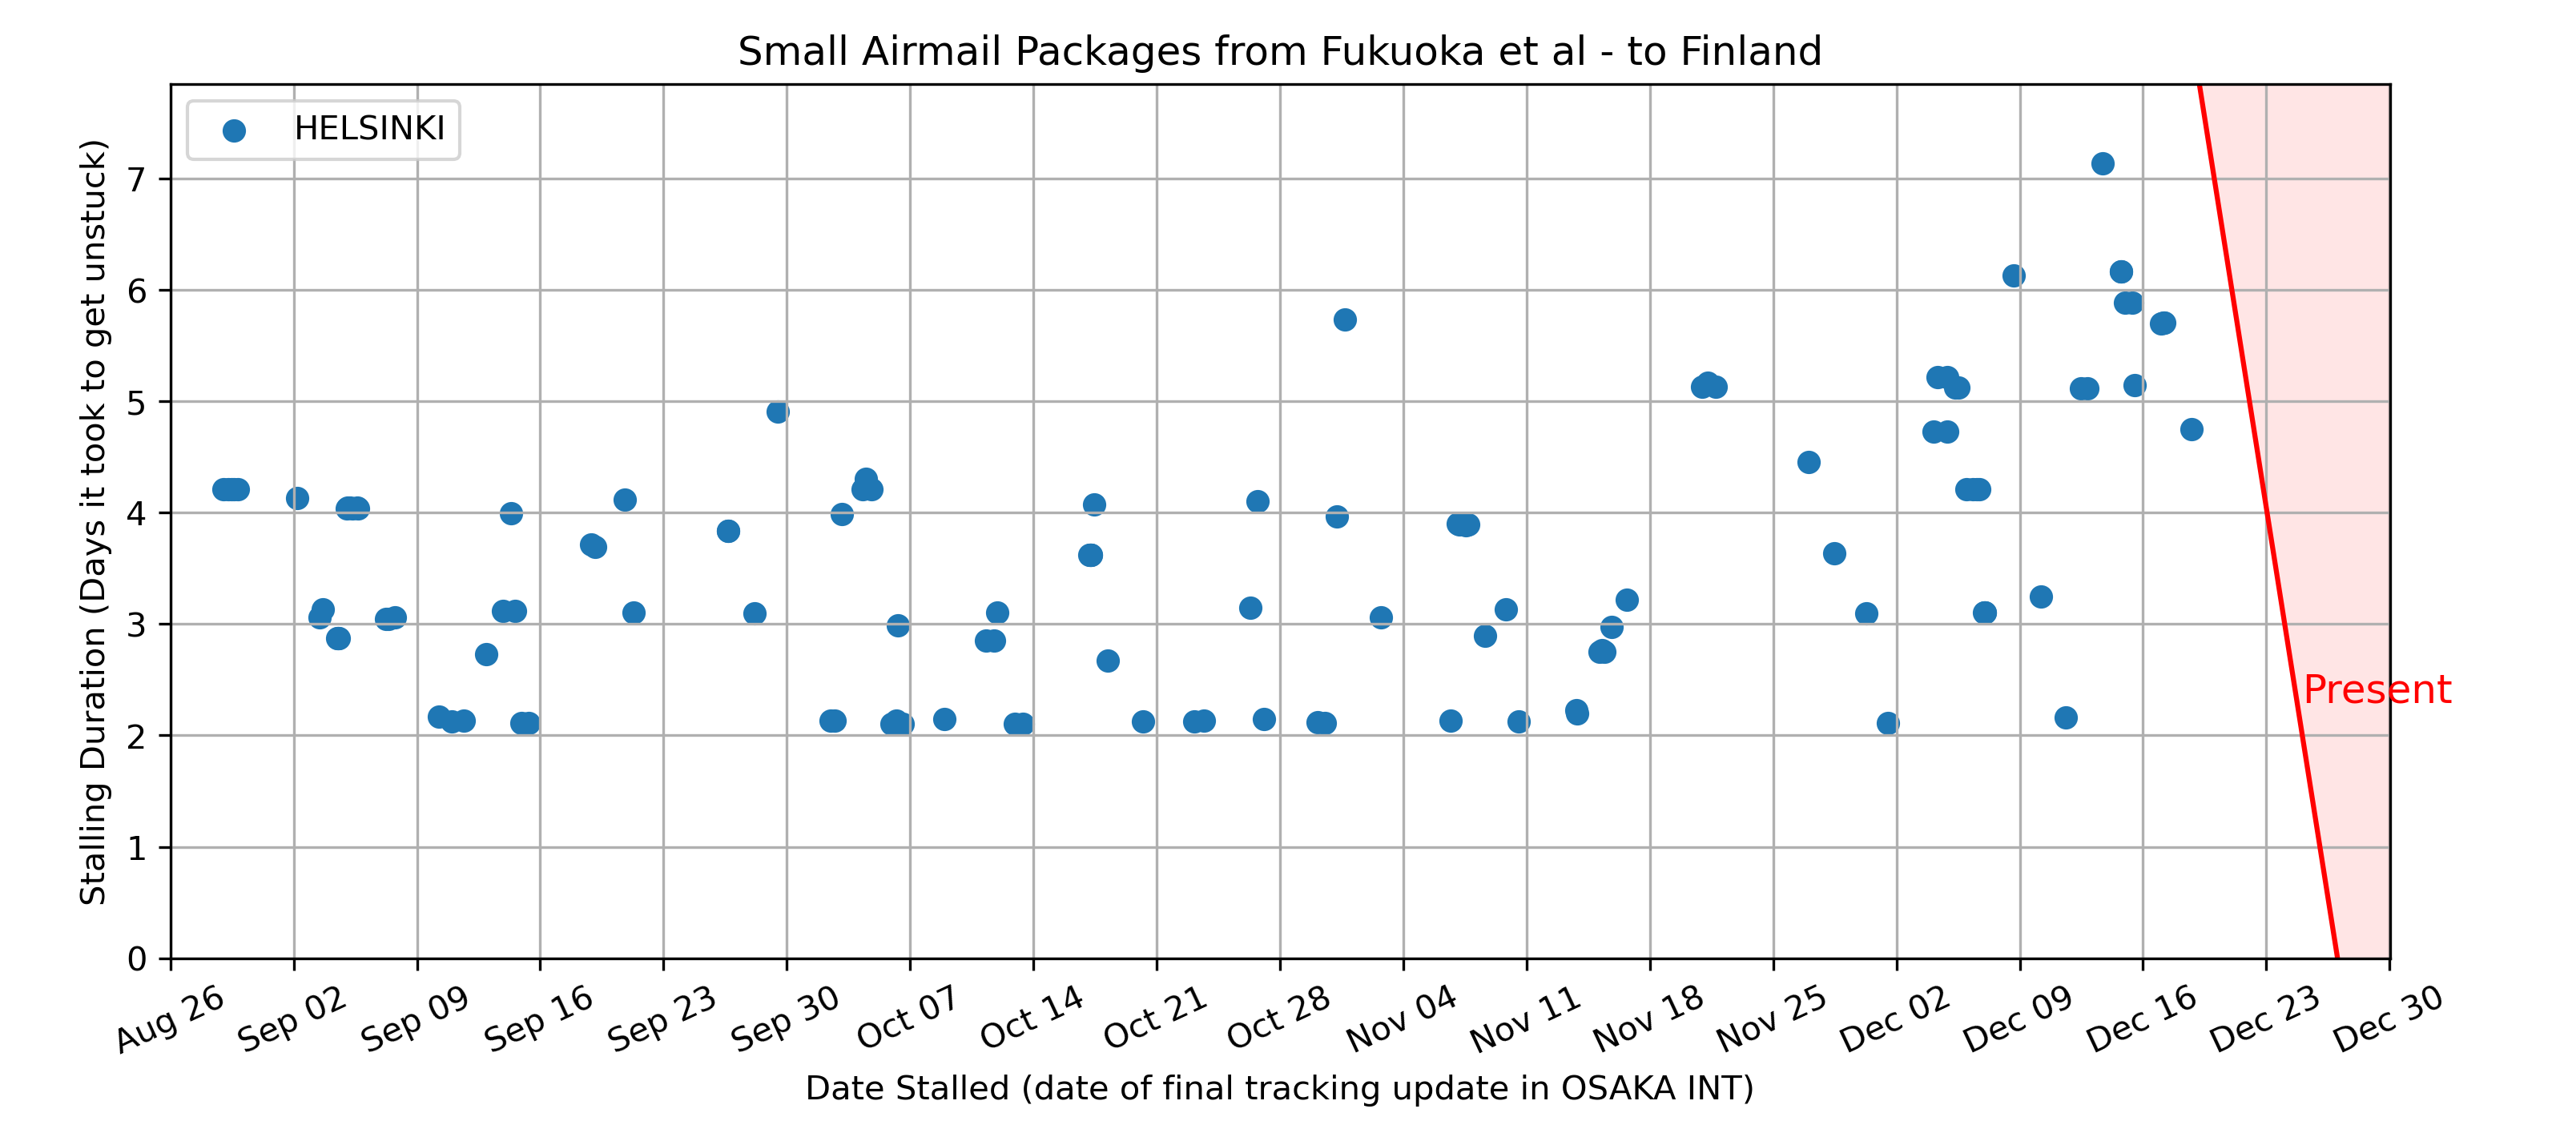 Small Airmail Packages from Fukuoka et al - to Finland
HELSINKI
Stalling Duration (Days it took to get unstuck)
7
6
5
4
3
2
1
0
Present
Aug 26
Sep 02
Sep 09
Sep 16
Sep 23
Sep 30
Oct 07
Oct 14
Oct 21
Oct 28
Nov 04
Nov 11
Nov 18
Nov 25
Dec 02
Dec 09
Dec 16
Dec 23
Dec 30
Date Stalled (date of final tracking update in OSAKA INT)